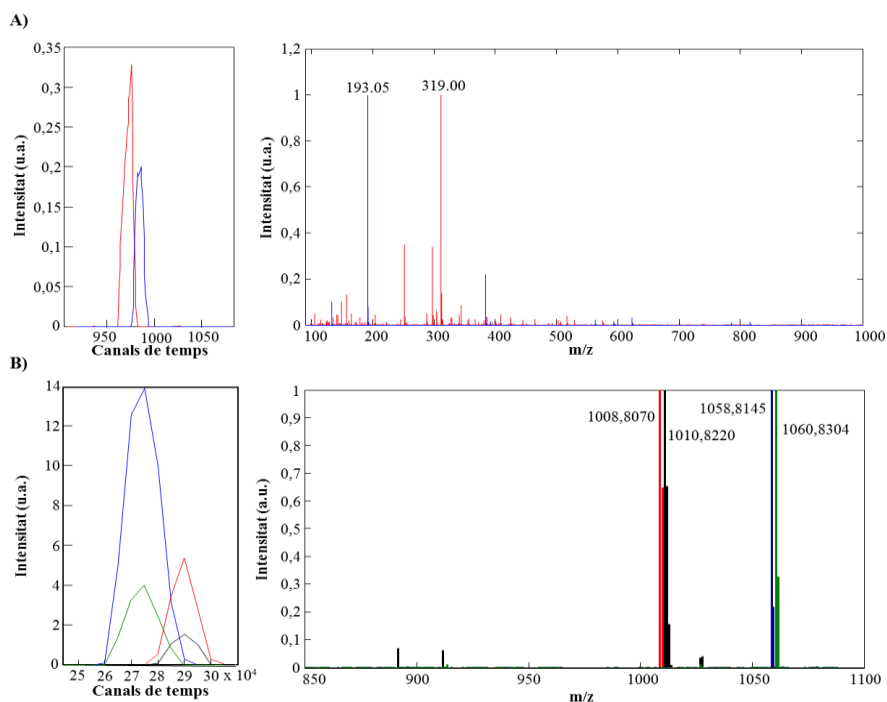 A)
0,35
0,3
0,25
0,2
0,15
0,1
0,05
0
Intensitat (u.a.)
950 1000 1050
Canals de temps
1,2
1
0,8
0,6
0,4
0,2
0
Intensitat (u.a.)
193.05 319.00
100 200 300 400 500 600 700 800 900 1000
m/z
B)
14
12
10
8
6
4
2
0
Intensitat (u.a.)
25 26 27 28 29 30 x 10⁴
Canals de temps
1
0,9
0,8
0,7
0,6
0,5
0,4
0,3
0,2
0,1
0
Intensitat (a.u.)
1008,8070 1058,8145
1010,8220 1060,8304
850 900 950 1000 1050 1100
m/z